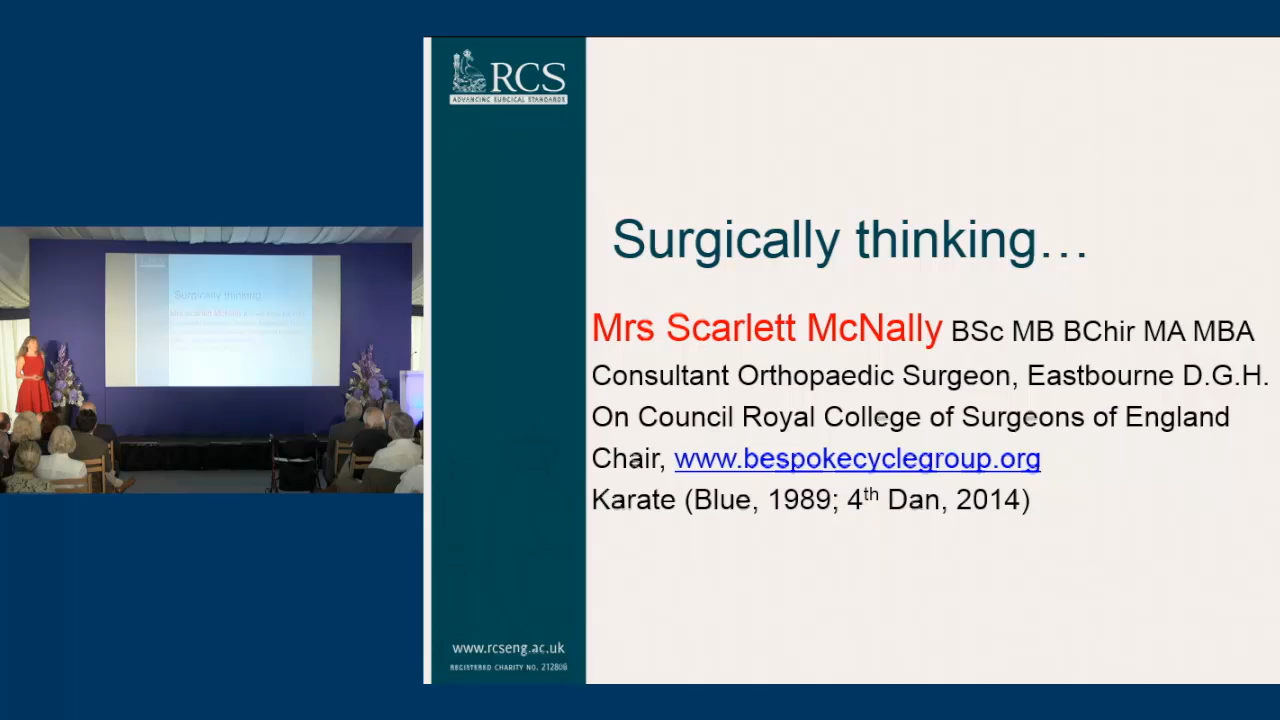 RCS
ADVANCING SURGICAL STANDARDS
Surgically thinking…
Mrs Scarlett McNally BSc MB BChir MA MBA
Consultant Orthopaedic Surgeon, Eastbourne D.G.H.
On Council Royal College of Surgeons of England
Chair, www.bespokecyclegroup.org
Karate (Blue, 1989; 4th Dan, 2014)
www.rcseng.ac.uk
REGISTERED CHARITY NO. 212808
Surgically thinking…